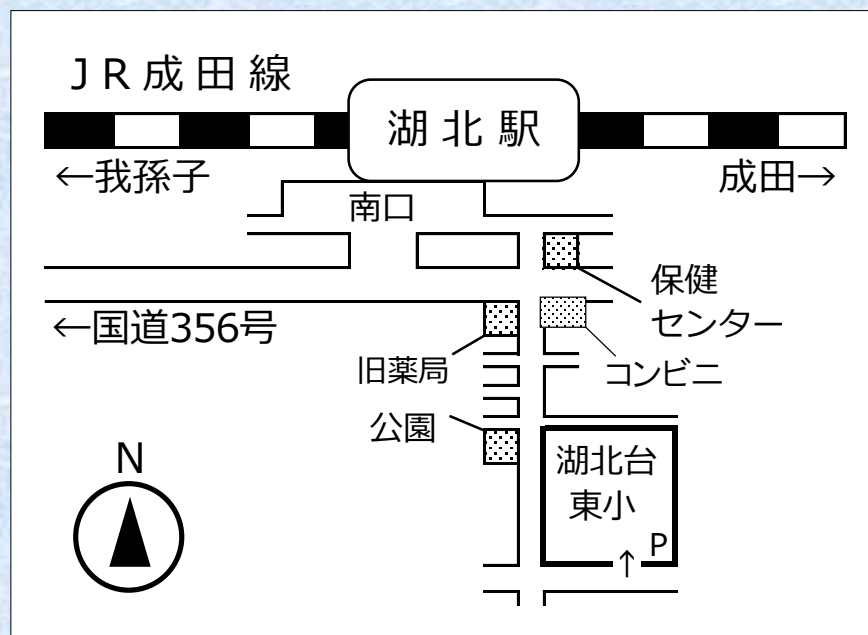 JR成田線
湖北駅
←我孫子
成田→
南口
保健
センター
←国道356号
旧薬局
コンビニ
公園
N
湖北台
東小
↑
P